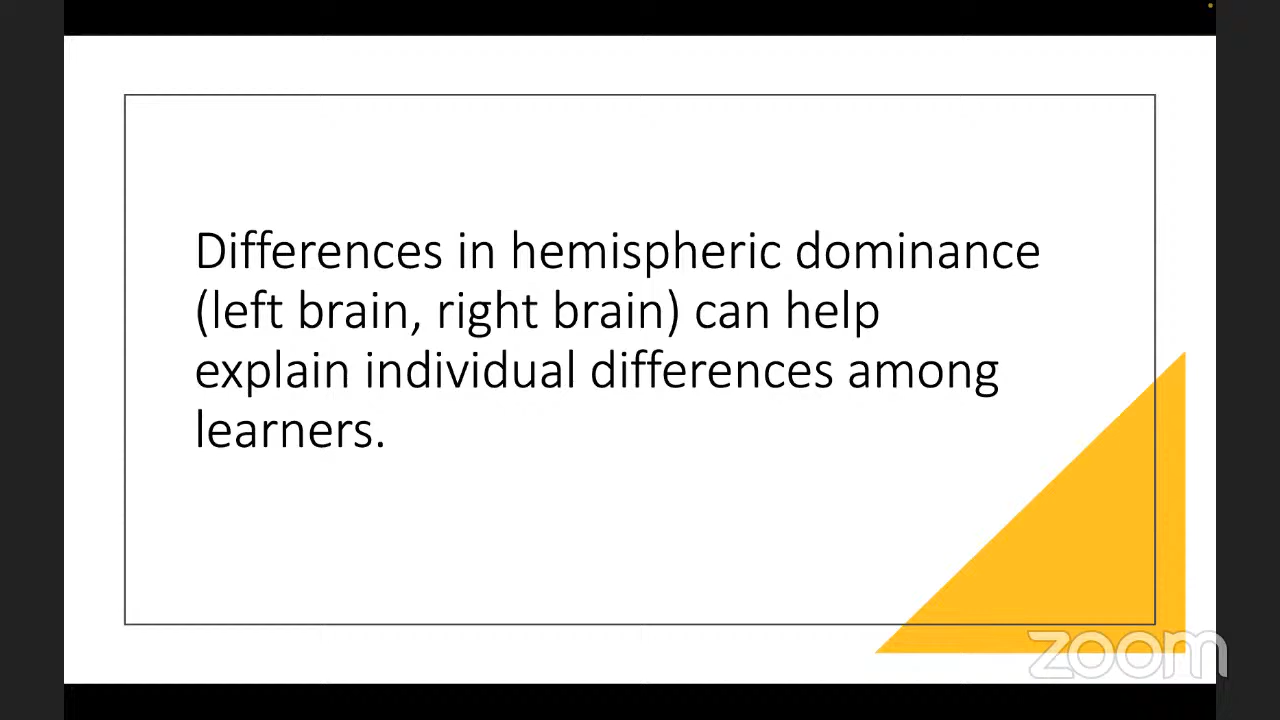 Differences in hemispheric dominance
(left brain, right brain) can help
explain individual differences among
learners.
zoom